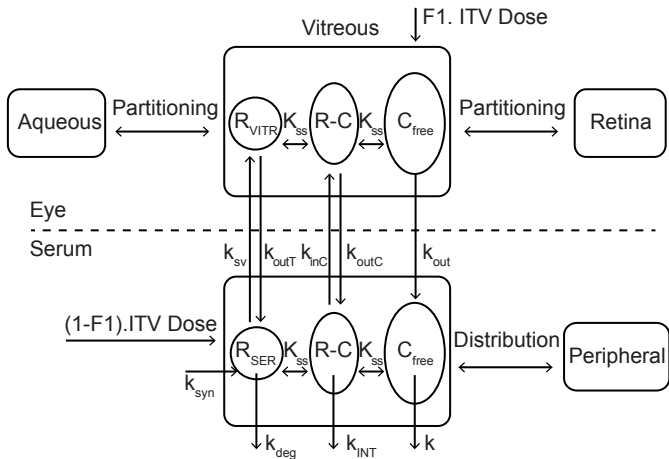 F1. ITV Dose
Vitreous
Aqueous
Partitioning
R_VITR
K_ss
R-C
K_ss
C_free
Partitioning
Retina
Eye
Serum
k_sv
k_outT
k_inC
k_outC
k_out
(1-F1).ITV Dose
R_SER
K_ss
R-C
K_ss
C_free
Distribution
Peripheral
k_syn
k_deg
k_INT
k